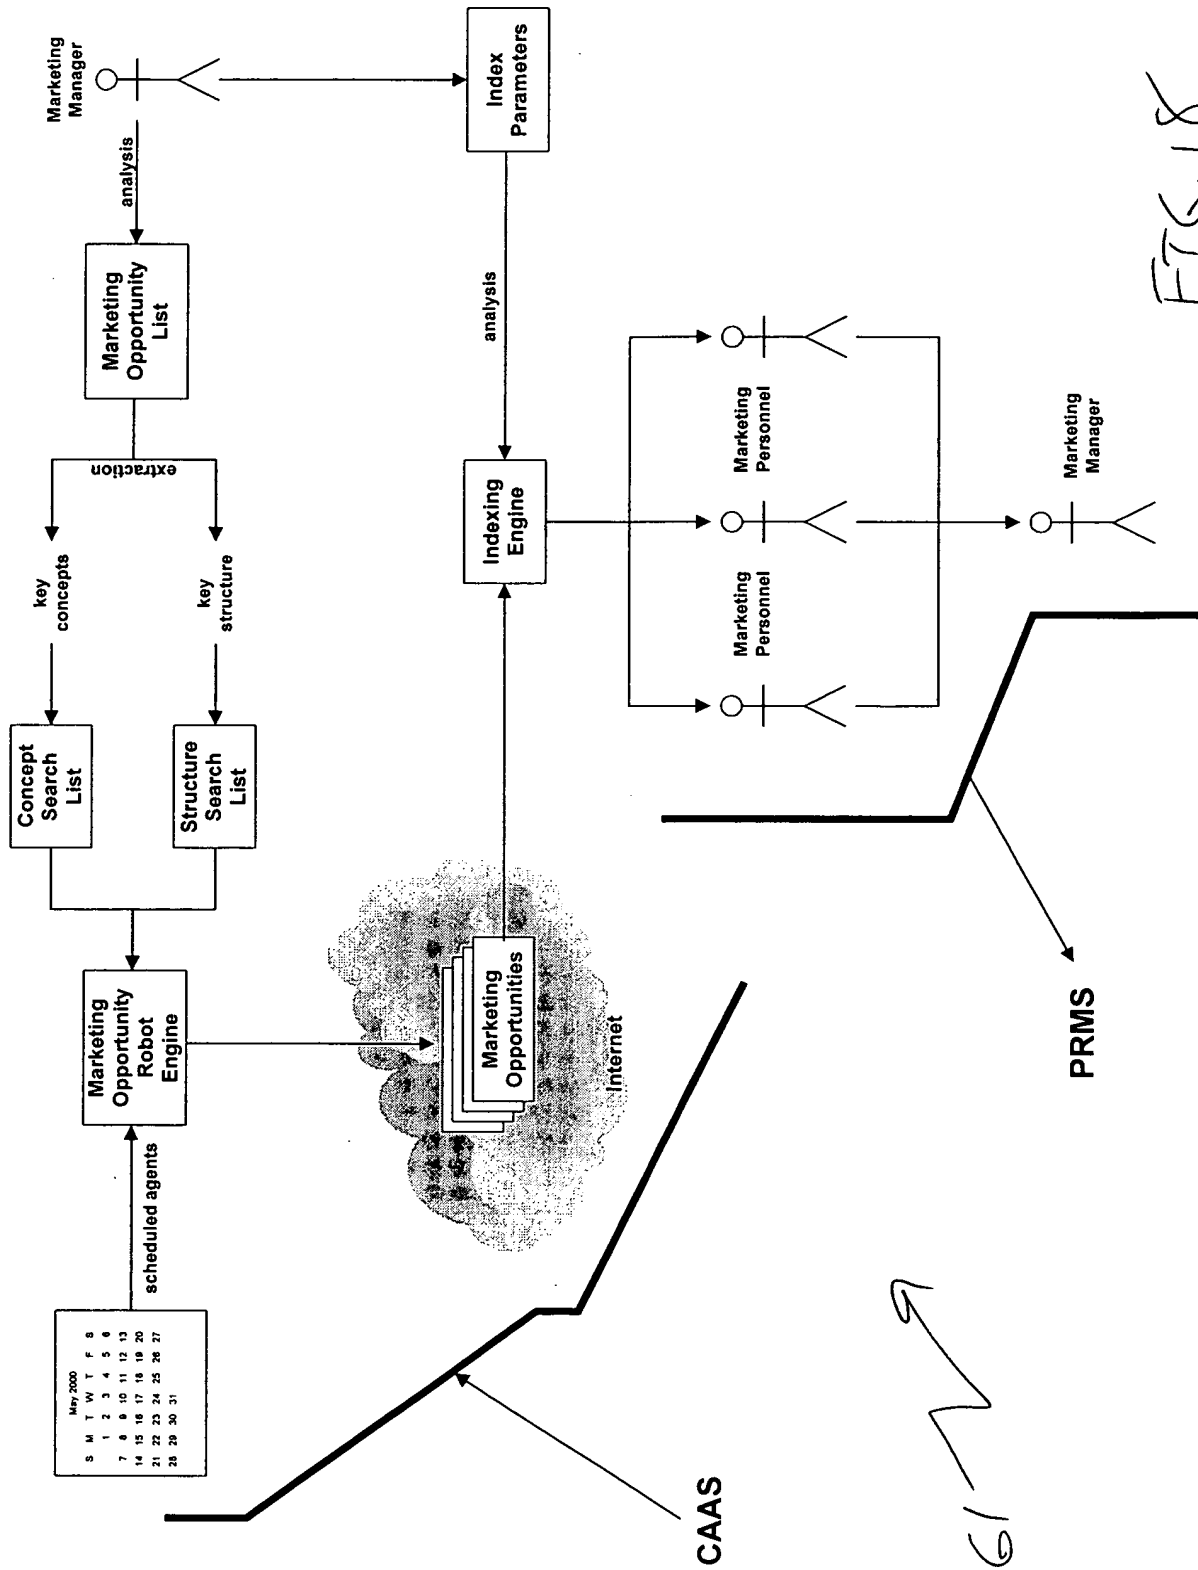 May 2000
S M T W T F S
1 2 3 4 5 6
7 8 9 10 11 12 13
14 15 16 17 18 19 20
21 22 23 24 25 26 27
28 29 30 31
scheduled agents
Marketing
Opportunity
Robot
Engine
Concept
Search
List
Structure
Search
List
key
concepts
key
structure
extraction
Marketing
Opportunity
List
analysis
Marketing
Manager
Marketing
Opportunities
Internet
Indexing
Engine
analysis
Index
Parameters
Marketing
Personnel
Marketing
Personnel
Marketing
Manager
CAAS
PRMS
61
FIG. 18